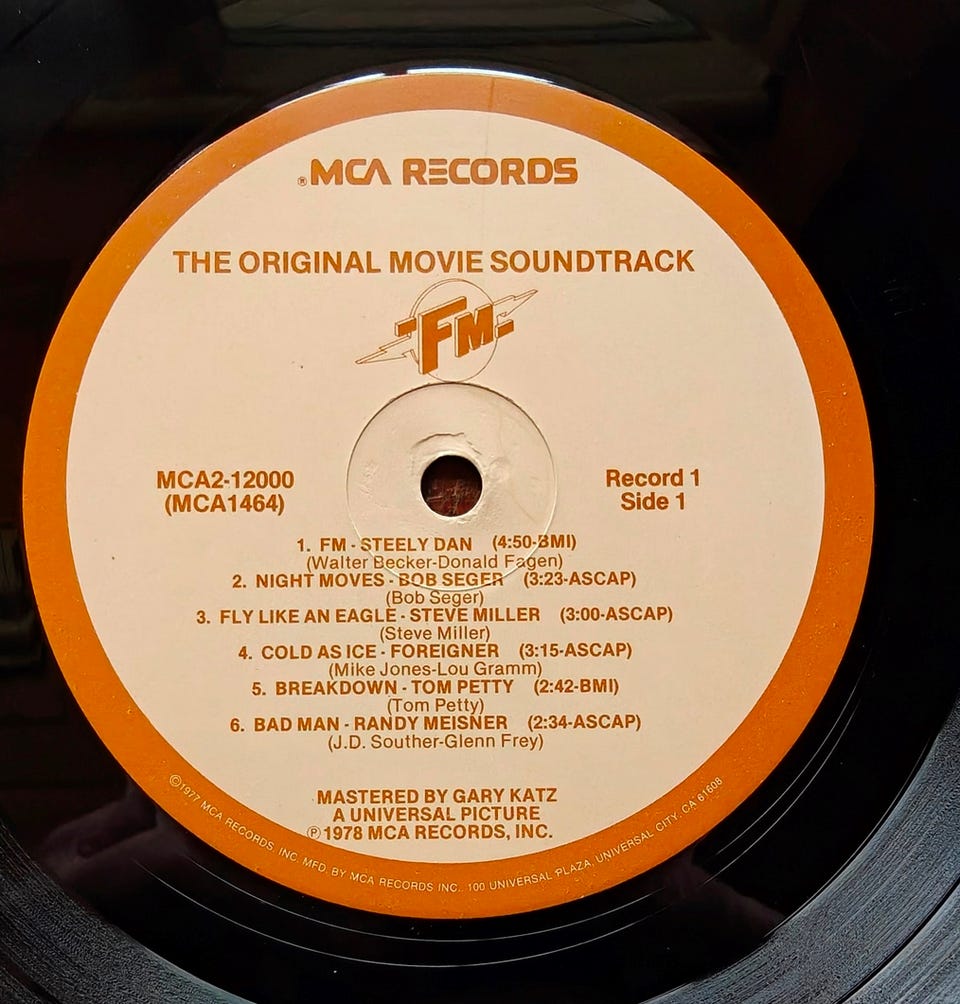 ® MCA RECORDS
THE ORIGINAL MOVIE SOUNDTRACK
FM
MCA2-12000
(MCA1464)
Record 1
Side 1
1. FM - STEELY DAN (4:50-BMI)
(Walter Becker-Donald Fagen)
2. NIGHT MOVES - BOB SEGER (3:23-ASCAP)
(Bob Seger)
3. FLY LIKE AN EAGLE - STEVE MILLER (3:00-ASCAP)
(Steve Miller)
4. COLD AS ICE - FOREIGNER (3:15-ASCAP)
(Mike Jones-Lou Gramm)
5. BREAKDOWN - TOM PETTY (2:42-BMI)
(Tom Petty)
6. BAD MAN - RANDY MEISNER (2:34-ASCAP)
(J.D. Souther-Glenn Frey)
MASTERED BY GARY KATZ
A UNIVERSAL PICTURE
℗ 1978 MCA RECORDS, INC.
©1977 MCA RECORDS, INC. MFD. BY MCA RECORDS INC., 100 UNIVERSAL PLAZA, UNIVERSAL CITY, CA 61608